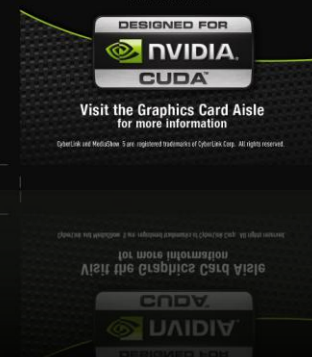 DESIGNED FOR
NVIDIA.
CUDA™
Visit the Graphics Card Aisle
for more information
CyberLink and MediaShow 5 are registered trademarks of CyberLink Corp. All rights reserved.